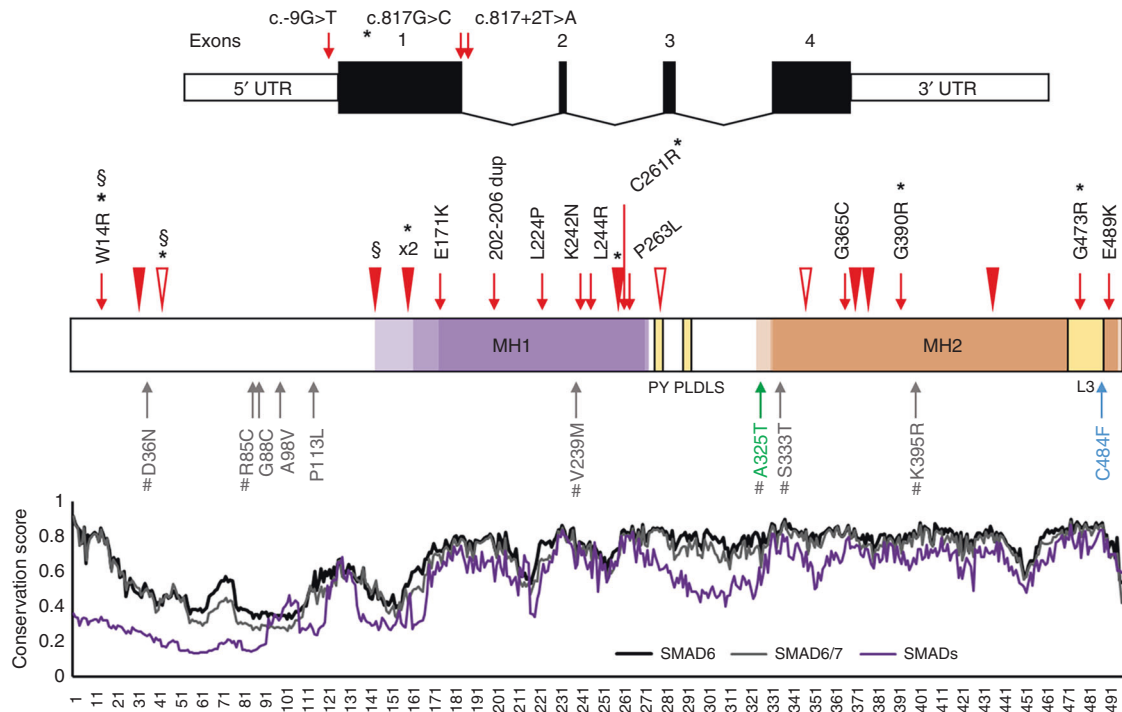 c.-9G>T
c.817G>C
c.817+2T>A
Exons
*
1
2
3
4
5′ UTR
3′ UTR
W14R * §
§ *
§
* x2
E171K
202-206 dup
L224P
K242N
L244R
*
C261R *
P263L
G365C
G390R *
G473R *
E489K
MH1
MH2
PY PLDLS
L3
# D36N
# R85C
G88C
A98V
P113L
# V239M
# A325T
# S333T
# K395R
C484F
Conservation score
1
0.8
0.6
0.4
0.2
0
SMAD6
SMAD6/7
SMADs
1 11 21 31 41 51 61 71 81 91 101 111 121 131 141 151 161 171 181 191 201 211 221 231 241 251 261 271 281 291 301 311 321 331 341 351 361 371 381 391 401 411 421 431 441 451 461 471 481 491